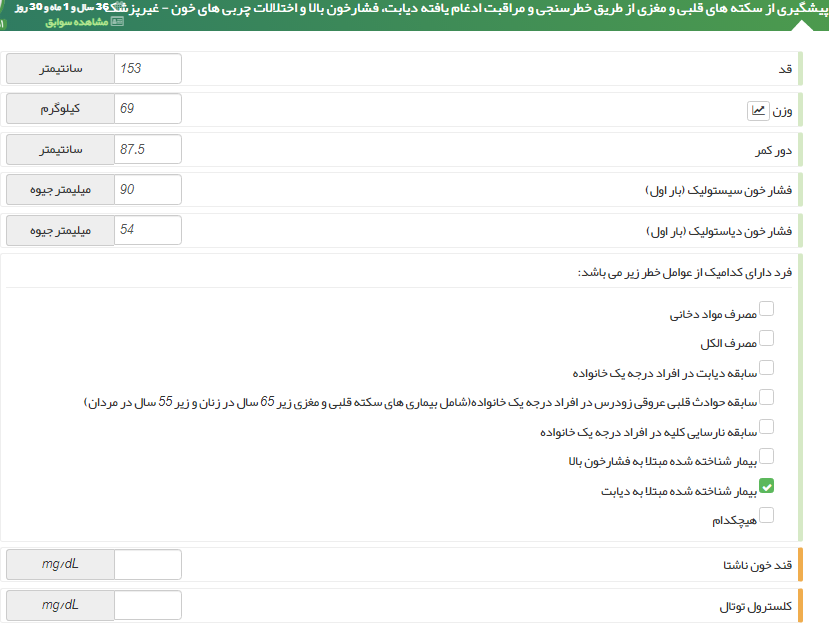 پیشگیری از سکته های قلبی و مغزی از طریق خطرسنجی و مراقبت ادغام یافته دیابت، فشارخون بالا و اختلالات چربی های خون - غیرپزشک
36 سال و 1 ماه و 30 روز
مشاهده سوابق
قد 153 سانتیمتر
وزن 69 کیلوگرم
دور کمر 87.5 سانتیمتر
فشارخون سیستولیک (بار اول) 90 میلیمتر جیوه
فشارخون دیاستولیک (بار اول) 54 میلیمتر جیوه
فرد دارای کدامیک از عوامل خطر زیر می باشد:
مصرف مواد دخانی
مصرف الکل
سابقه دیابت در افراد درجه یک خانواده
سابقه حوادث قلبی عروقی زودرس در افراد درجه یک خانواده(شامل بیماری های سکته قلبی و مغزی زیر 65 سال در زنان و زیر 55 سال در مردان)
سابقه نارسایی کلیه در افراد درجه یک خانواده
بیمار شناخته شده مبتلا به فشارخون بالا
بیمار شناخته شده مبتلا به دیابت
هیچکدام
قند خون ناشتا mg/dL
کلسترول توتال mg/dL